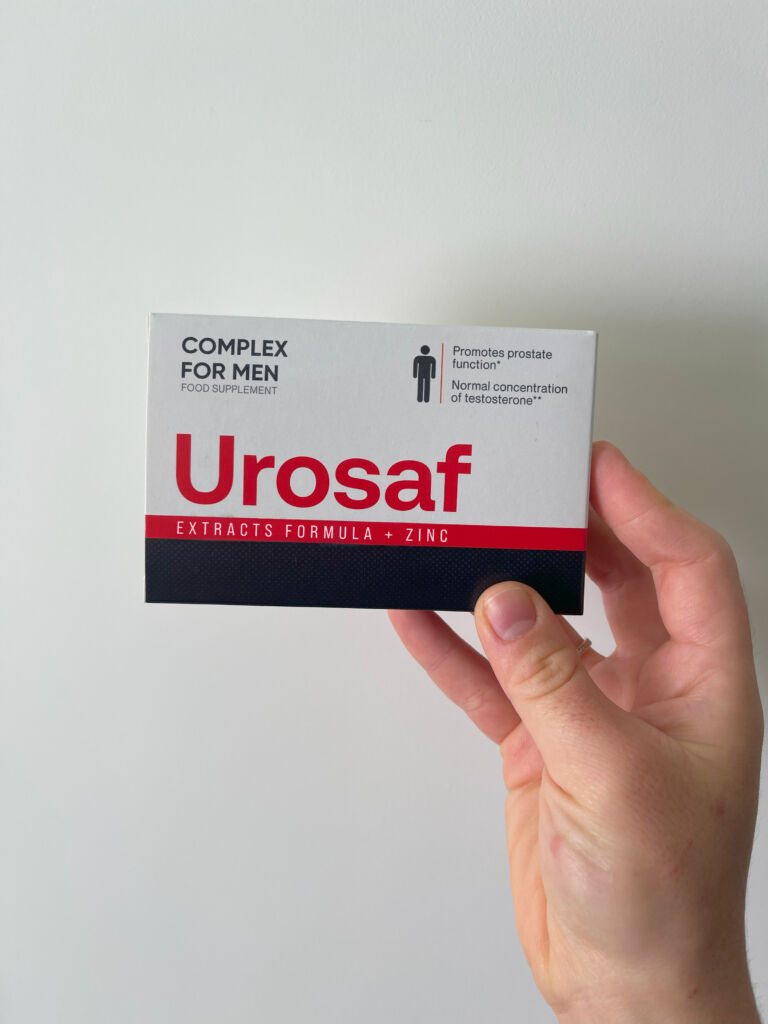 COMPLEX
FOR MEN
FOOD SUPPLEMENT
Promotes prostate
function*
Normal concentration
of testosterone**
Urosaf
EXTRACTS FORMULA + ZINC